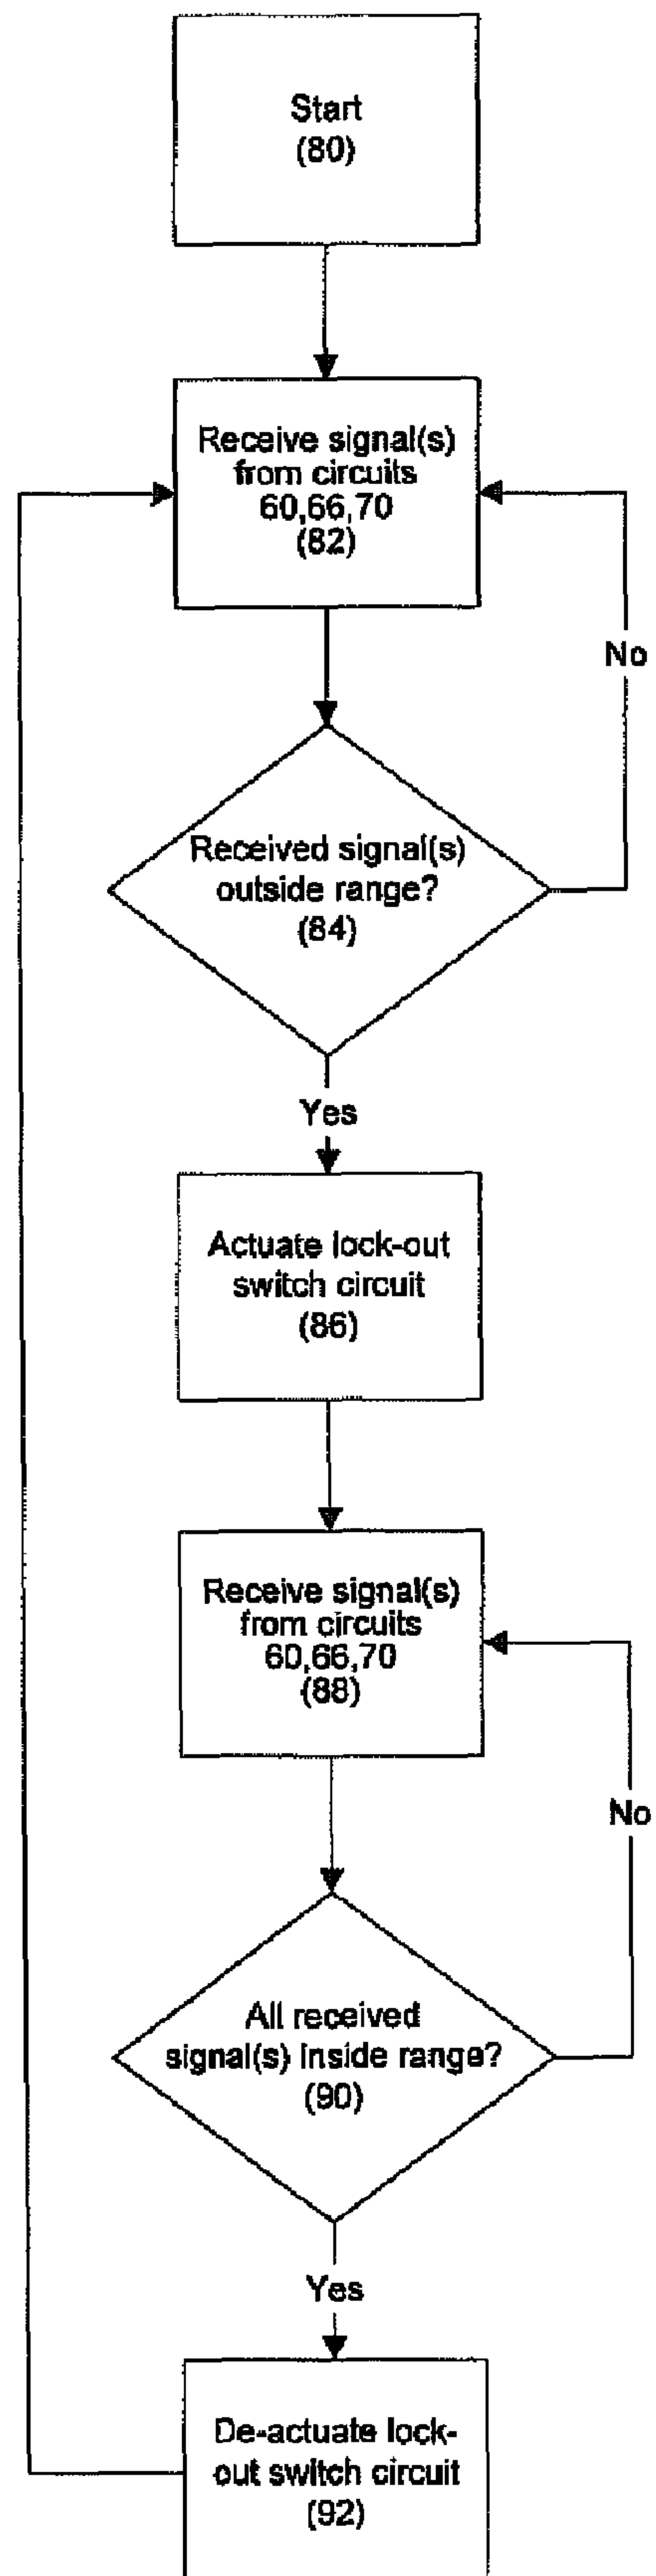 Start
(80)
Receive signal(s)
from circuits
60,66,70
(82)
No
Received signal(s)
outside range?
(84)
Yes
Actuate lock-out
switch circuit
(86)
Receive signal(s)
from circuits
60,66,70
(88)
No
All received
signal(s) inside range?
(90)
Yes
De-actuate lock-
out switch circuit
(92)